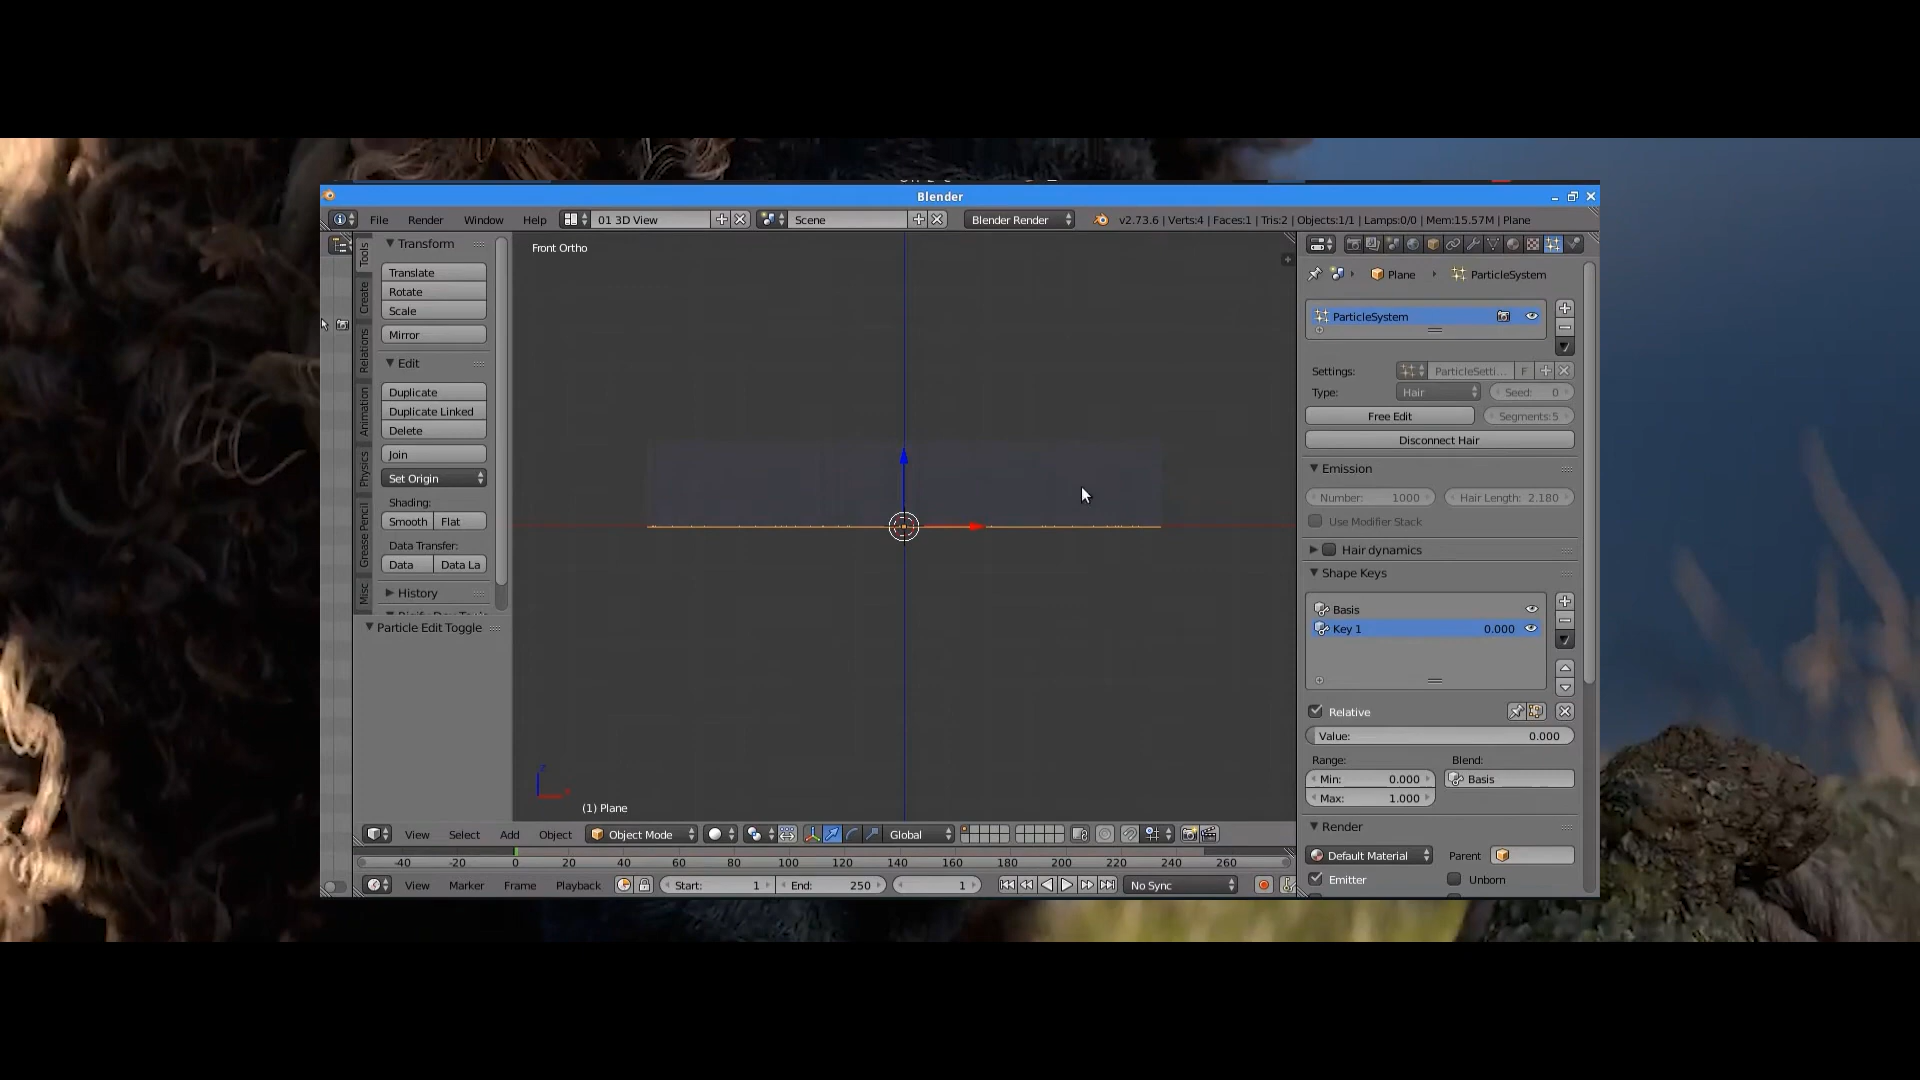 Blender
File Render Window Help 01 3D View Scene Blender Render v2.73.6 | Verts:4 | Faces:1 | Tris:2 | Objects:1/1 | Lamps:0/0 | Mem:15.57M | Plane
Tools
Create
Relations
Animation
Physics
Grease Pencil
Misc
Transform
Translate
Rotate
Scale
Mirror
Edit
Duplicate
Duplicate Linked
Delete
Join
Set Origin
Shading:
Smooth Flat
Data Transfer:
Data Data La
History
Particle Edit Toggle
Front Ortho
(1) Plane
Plane ParticleSystem
ParticleSystem
Settings: ParticleSetti... F
Type: Hair Seed: 0
Free Edit Segments:5
Disconnect Hair
Emission
Number: 1000 Hair Length: 2.180
Use Modifier Stack
Hair dynamics
Shape Keys
Basis
Key 1 0.000
Relative
Value: 0.000
Range: Blend:
Min: 0.000 Basis
Max: 1.000
Render
Default Material Parent
Emitter Unborn
View Select Add Object Object Mode Global
-40 -20 0 20 40 60 80 100 120 140 160 180 200 220 240 260
View Marker Frame Playback Start: 1 End: 250 1 No Sync